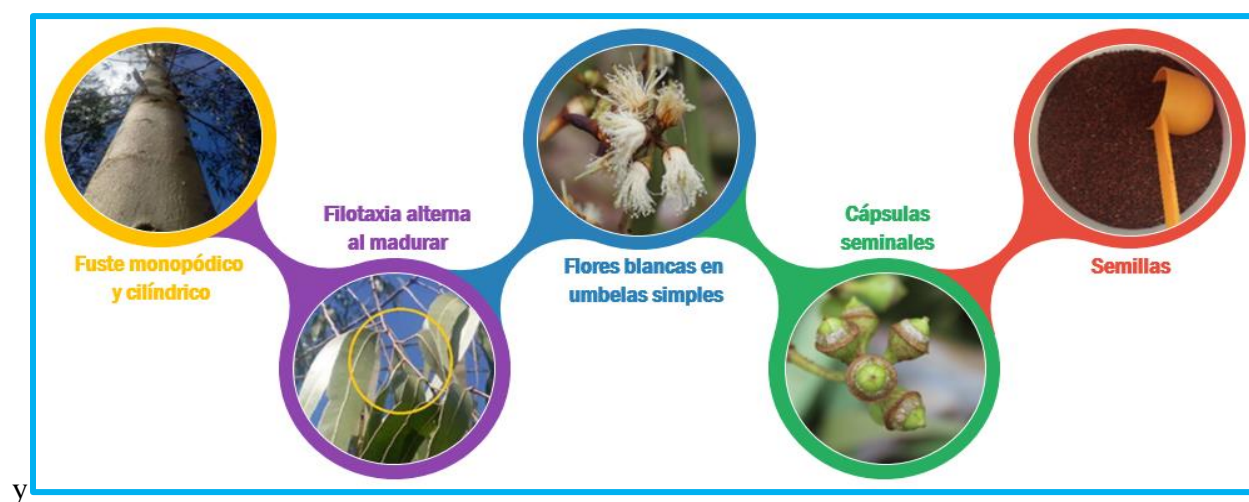 Fuste monopódico
y cilíndrico
Filotaxia alterna
al madurar
Flores blancas en
umbelas simples
Cápsulas
seminales
Semillas
y